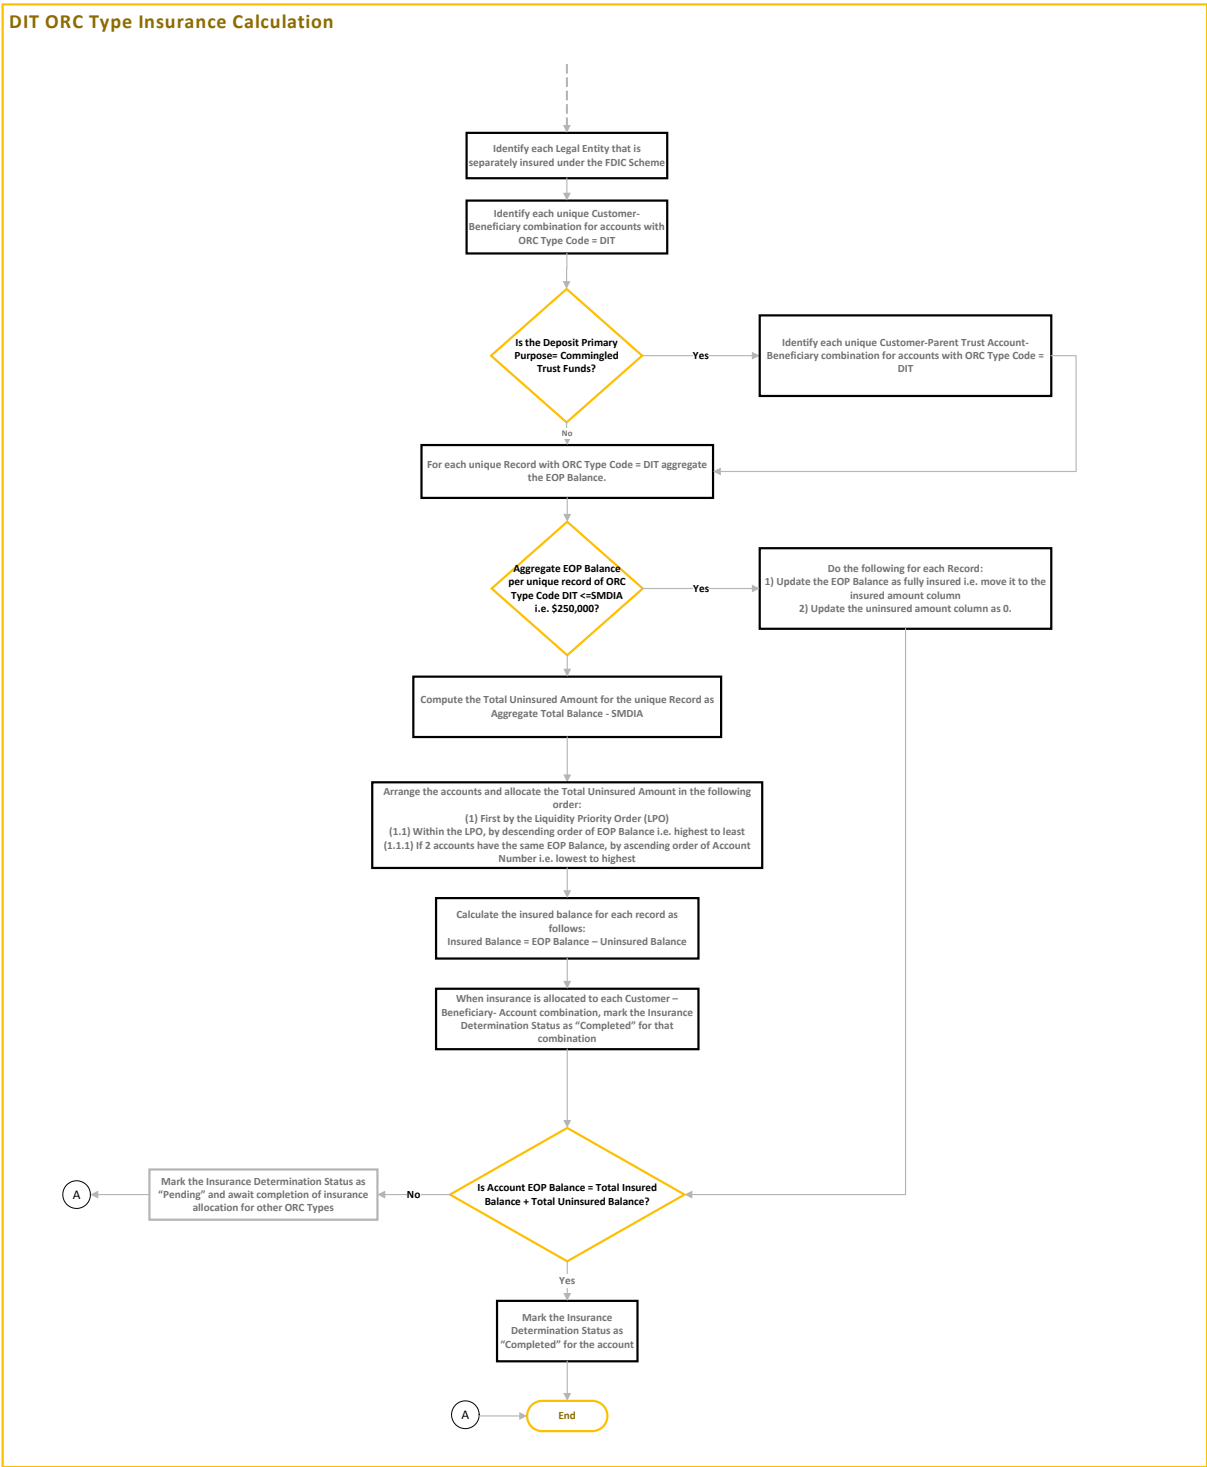 DIT ORC Type Insurance Calculation
Identify each Legal Entity that is
separately insured under the FDIC Scheme
Identify each unique Customer-
Beneficiary combination for accounts with
ORC Type Code = DIT
Is the Deposit Primary
Purpose= Commingled
Trust Funds?
Yes
Identify each unique Customer-Parent Trust Account-
Beneficiary combination for accounts with ORC Type Code =
DIT
No
For each unique Record with ORC Type Code = DIT aggregate
the EOP Balance.
Aggregate EOP Balance
per unique record of ORC
Type Code DIT <=SMDIA
i.e. $250,000?
Yes
Do the following for each Record:
1) Update the EOP Balance as fully insured i.e. move it to the
insured amount column
2) Update the uninsured amount column as 0.
Compute the Total Uninsured Amount for the unique Record as
Aggregate Total Balance - SMDIA
Arrange the accounts and allocate the Total Uninsured Amount in the following
order:
(1) First by the Liquidity Priority Order (LPO)
(1.1) Within the LPO, by descending order of EOP Balance i.e. highest to least
(1.1.1) If 2 accounts have the same EOP Balance, by ascending order of Account
Number i.e. lowest to highest
Calculate the insured balance for each record as
follows:
Insured Balance = EOP Balance – Uninsured Balance
When insurance is allocated to each Customer –
Beneficiary- Account combination, mark the Insurance
Determination Status as “Completed” for that
combination
Is Account EOP Balance = Total Insured
Balance + Total Uninsured Balance?
No
Mark the Insurance Determination Status as
“Pending” and await completion of insurance
allocation for other ORC Types
A
Yes
Mark the Insurance
Determination Status as
“Completed” for the account
A
End